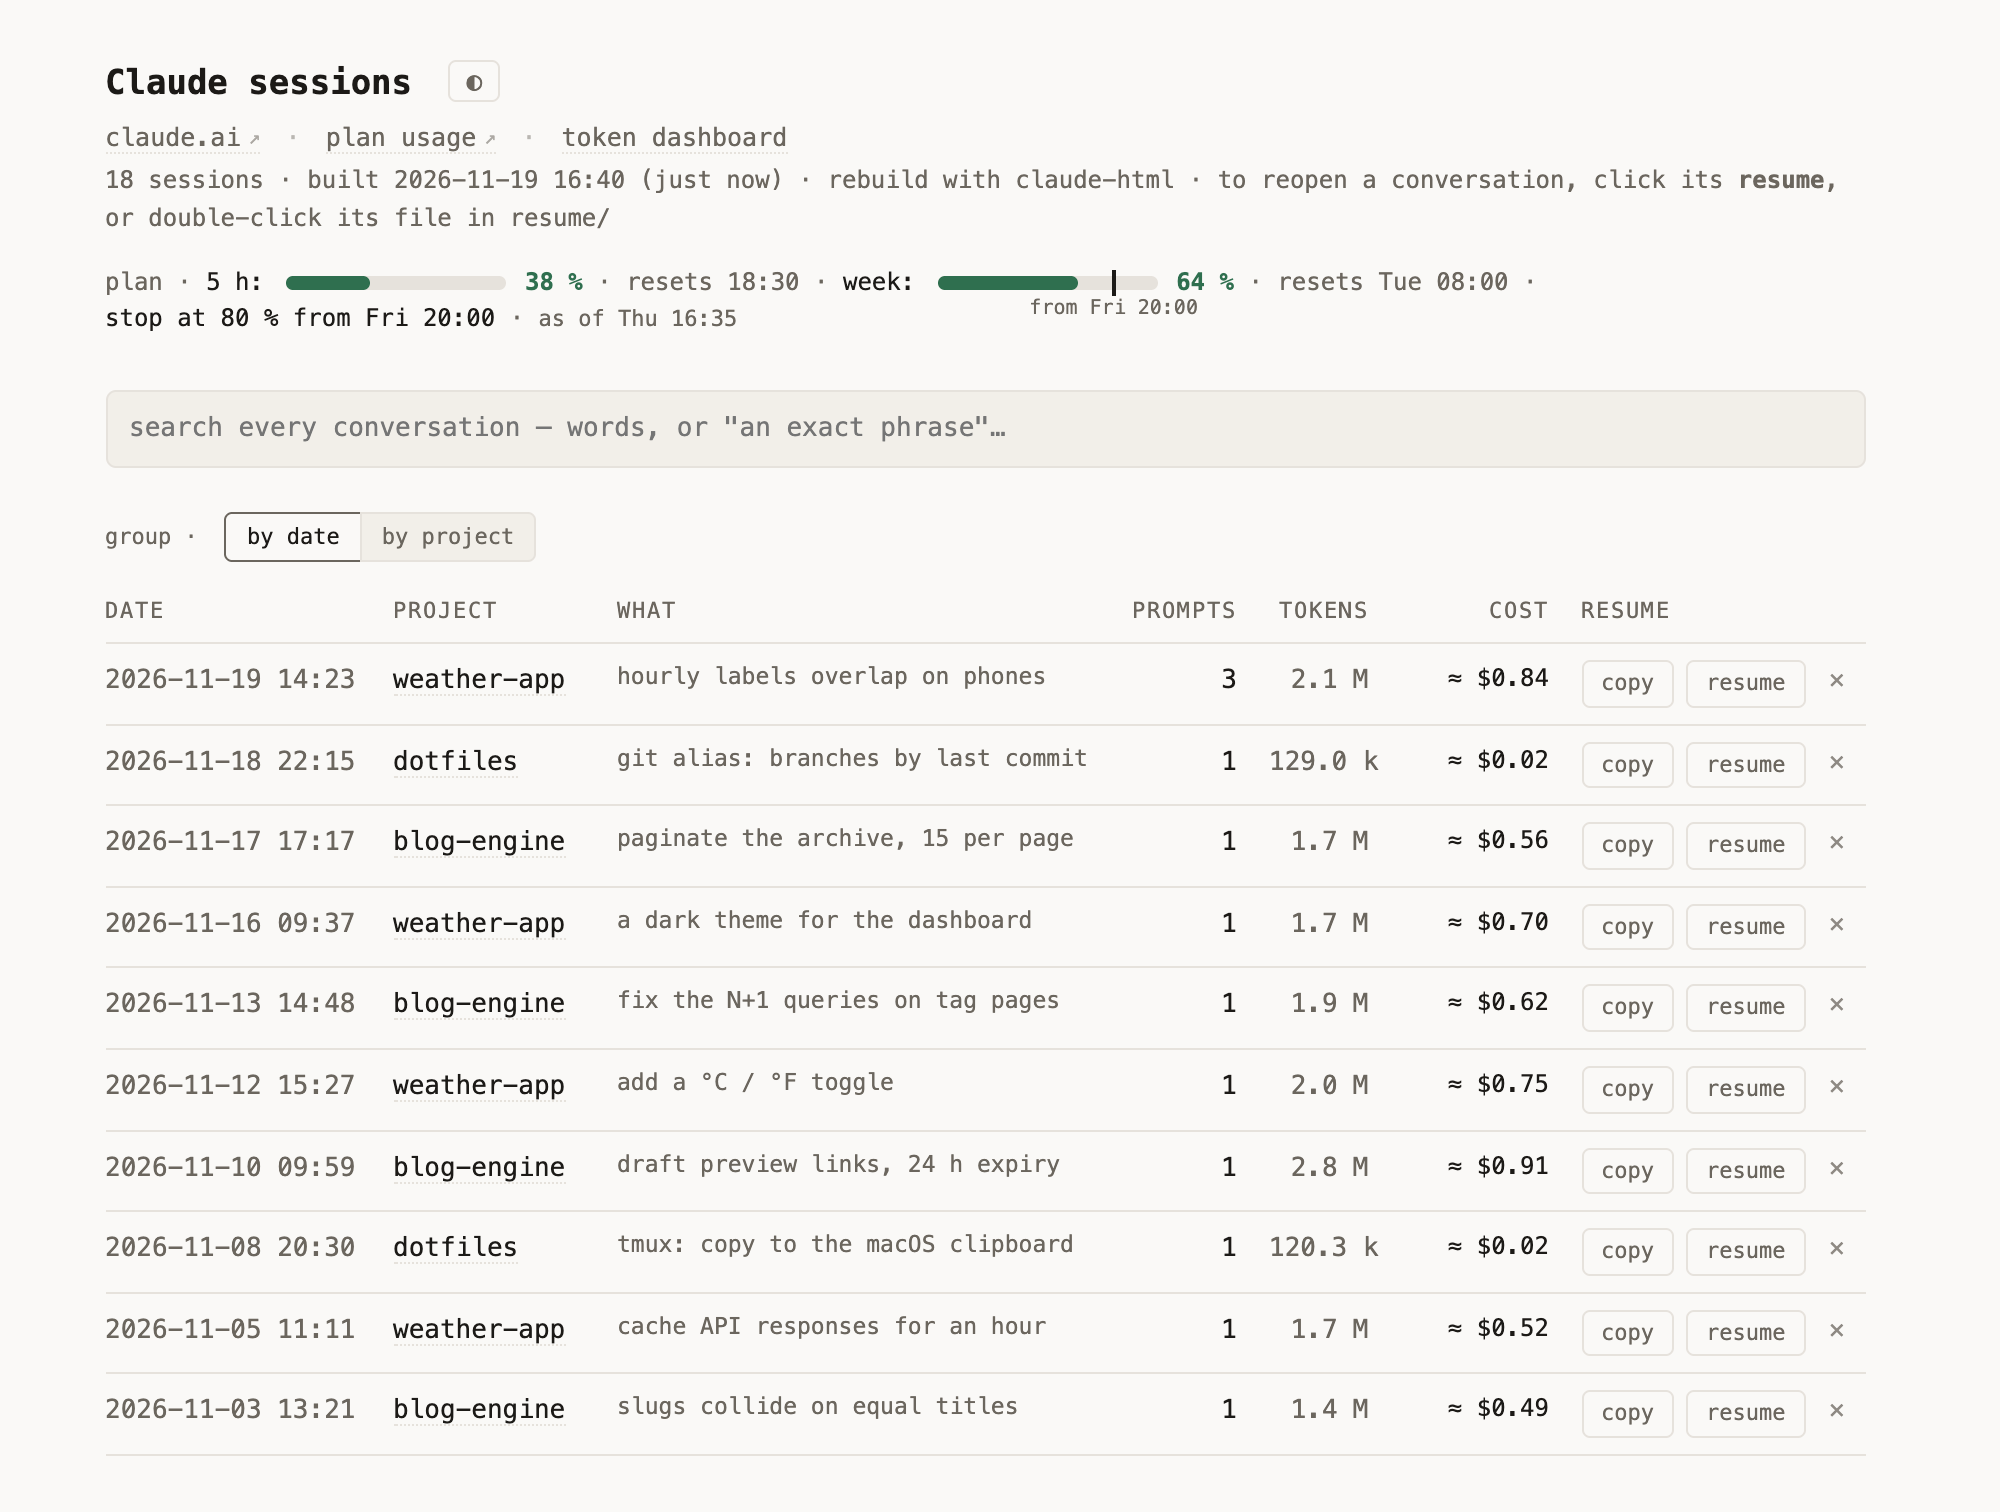 Claude sessions ◐
claude.ai ↗ · plan usage ↗ · token dashboard
18 sessions · built 2026-11-19 16:40 (just now) · rebuild with claude-html · to reopen a conversation, click its resume,
or double-click its file in resume/
plan · 5 h: 38 % · resets 18:30 · week: 64 % · resets Tue 08:00 ·
from Fri 20:00
stop at 80 % from Fri 20:00 · as of Thu 16:35
search every conversation — words, or "an exact phrase"…
group · by date by project
DATE PROJECT WHAT PROMPTS TOKENS COST RESUME
2026-11-19 14:23 weather-app hourly labels overlap on phones 3 2.1 M ≈ $0.84 copy resume ×
2026-11-18 22:15 dotfiles git alias: branches by last commit 1 129.0 k ≈ $0.02 copy resume ×
2026-11-17 17:17 blog-engine paginate the archive, 15 per page 1 1.7 M ≈ $0.56 copy resume ×
2026-11-16 09:37 weather-app a dark theme for the dashboard 1 1.7 M ≈ $0.70 copy resume ×
2026-11-13 14:48 blog-engine fix the N+1 queries on tag pages 1 1.9 M ≈ $0.62 copy resume ×
2026-11-12 15:27 weather-app add a °C / °F toggle 1 2.0 M ≈ $0.75 copy resume ×
2026-11-10 09:59 blog-engine draft preview links, 24 h expiry 1 2.8 M ≈ $0.91 copy resume ×
2026-11-08 20:30 dotfiles tmux: copy to the macOS clipboard 1 120.3 k ≈ $0.02 copy resume ×
2026-11-05 11:11 weather-app cache API responses for an hour 1 1.7 M ≈ $0.52 copy resume ×
2026-11-03 13:21 blog-engine slugs collide on equal titles 1 1.4 M ≈ $0.49 copy resume ×